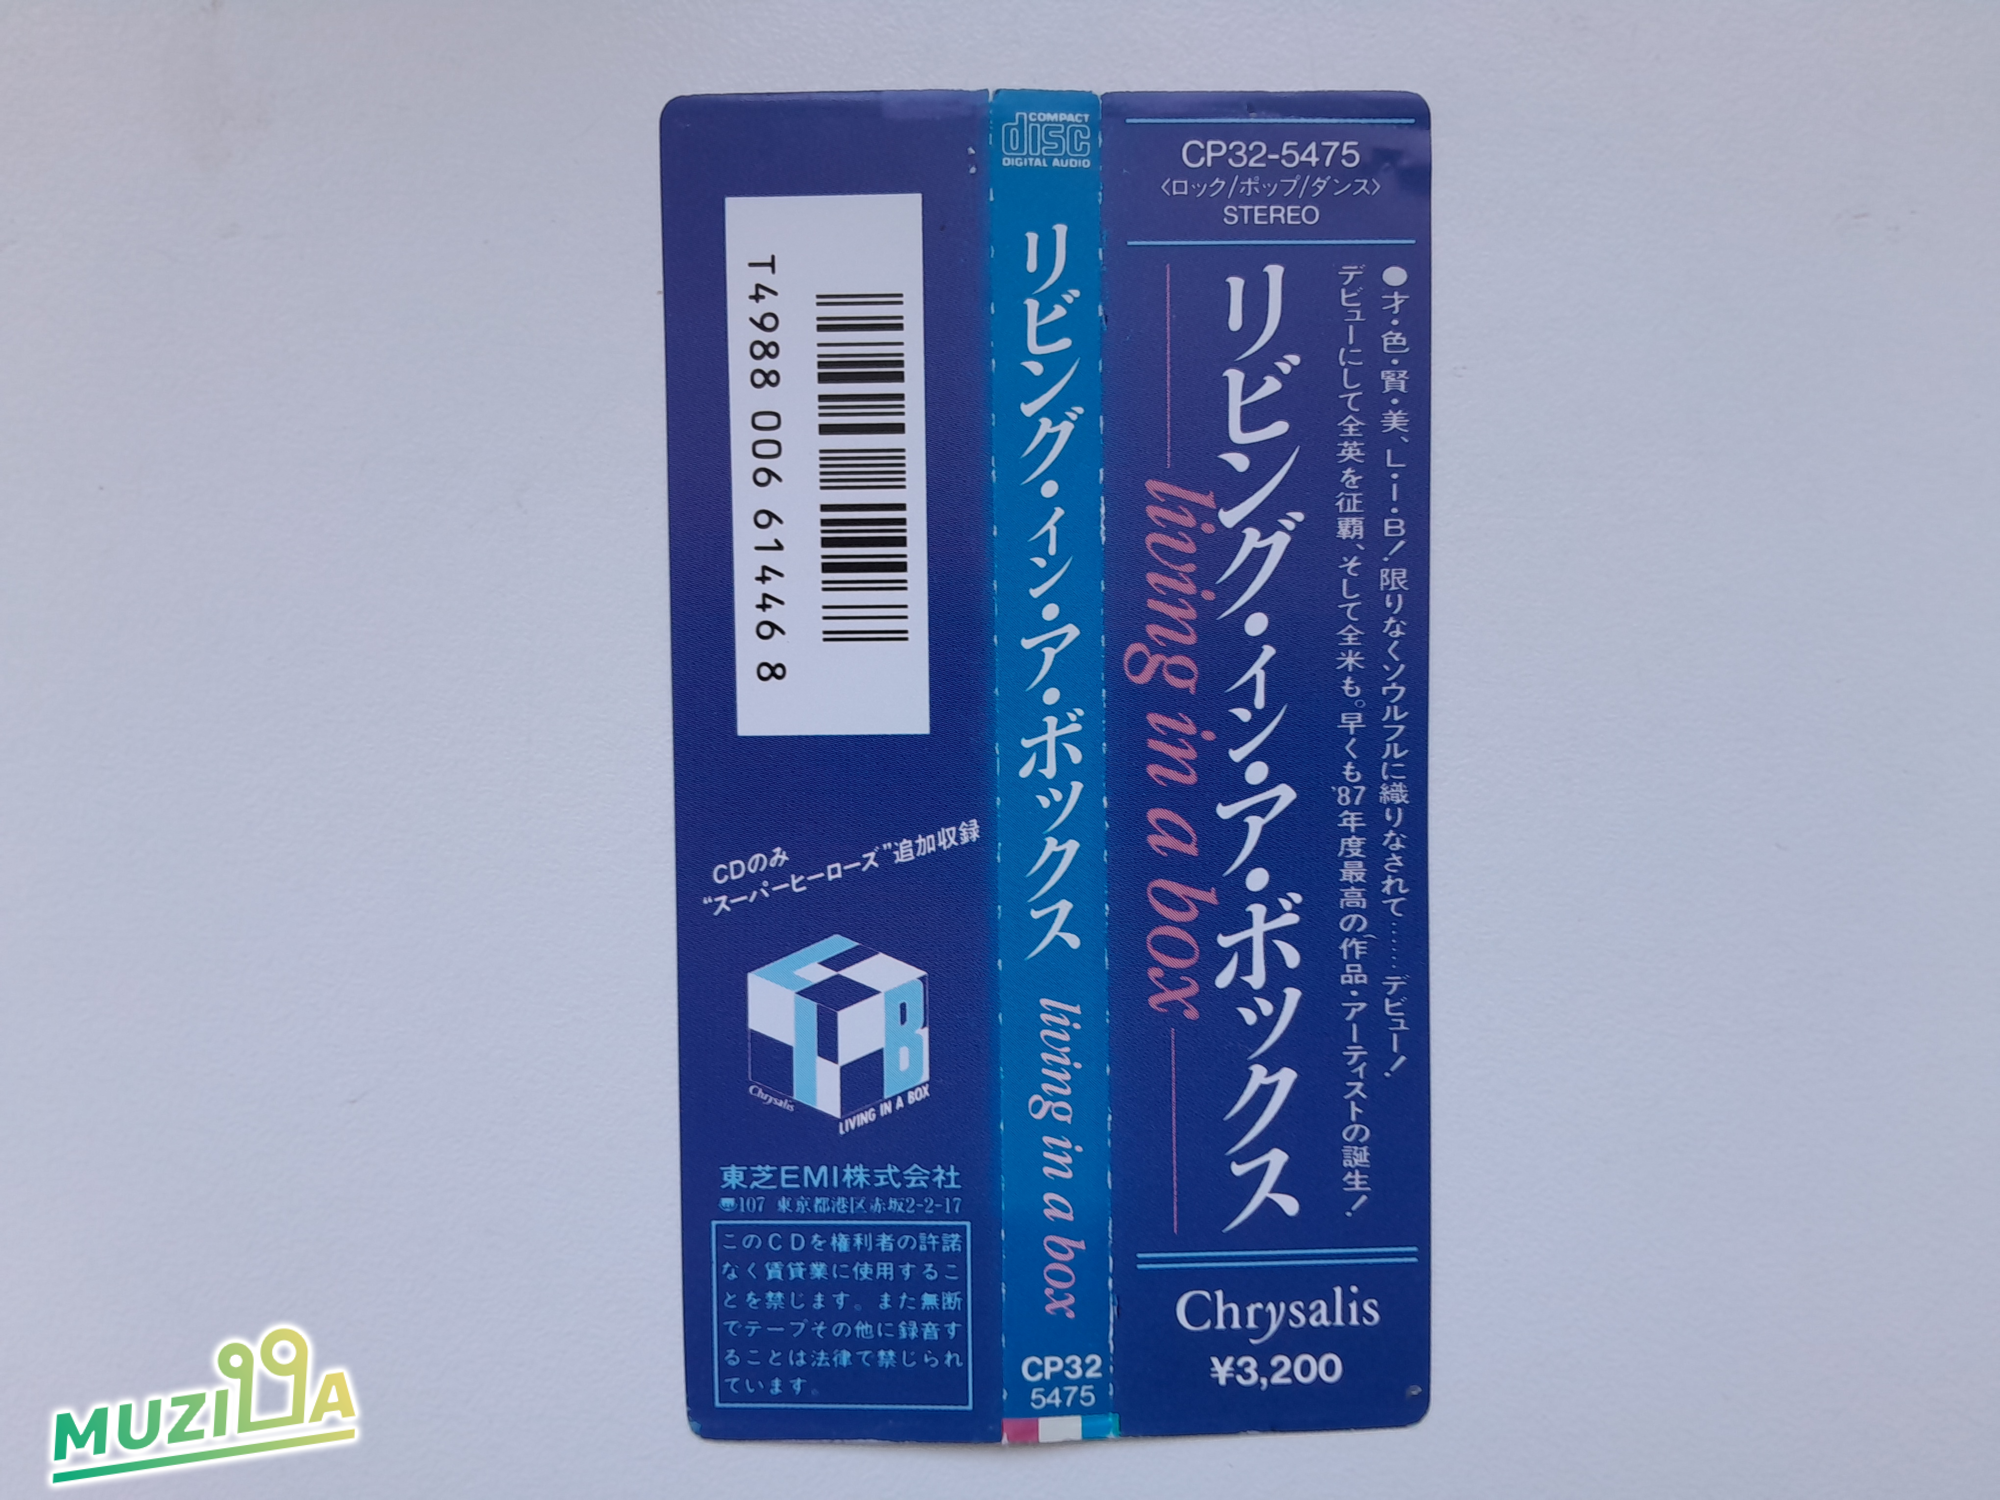 CP32-5475
〈ロック/ポップ/ダンス〉
STEREO
●才・色・賢・美、L・I・B!限りなくソウルフルに織りなされて……デビュー!
デビューにして全英を征覇、そして全米も。早くも'87年度最高の作品・アーティストの誕生!
リビング・イン・ア・ボックス
living in a box
Chrysalis
¥3,200
COMPACT
disc
DIGITAL AUDIO
リビング・イン・ア・ボックス living in a box
CP32
5475
T4988 006 61446 8
CDのみ
“スーパーヒーローズ”追加収録
L I B
Chrysalis
LIVING IN A BOX
東芝EMI株式会社
〠107 東京都港区赤坂2-2-17
このCDを権利者の許諾
なく賃貸業に使用するこ
とを禁じます。また無断
でテープその他に録音す
ることは法律で禁じられ
ています。
MUZIQQA